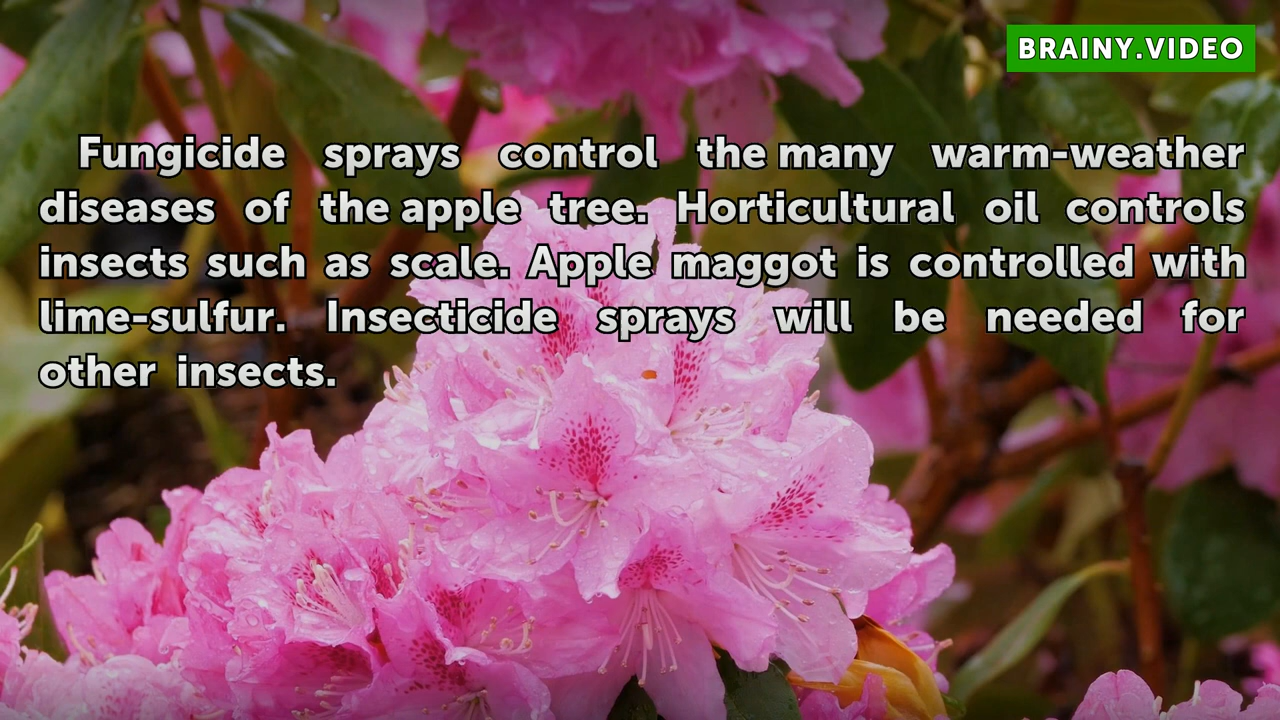 BRAINY.VIDEO
Fungicide sprays control the many warm-weather
diseases of the apple tree. Horticultural oil controls
insects such as scale. Apple maggot is controlled with
lime-sulfur. Insecticide sprays will be needed for
other insects.